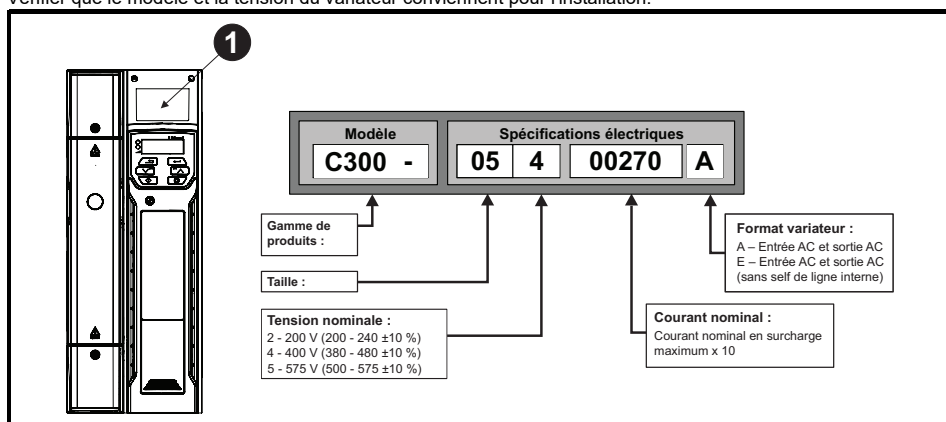 Vérifier que le modèle et la tension du variateur conviennent pour l'installation.
1
Modèle
Spécifications électriques
C300 -
05
4
00270
A
Gamme de
produits :
Taille :
Tension nominale :
2 - 200 V (200 - 240 ±10 %)
4 - 400 V (380 - 480 ±10 %)
5 - 575 V (500 - 575 ±10 %)
Courant nominal :
Courant nominal en surcharge
maximum x 10
Format variateur :
A – Entrée AC et sortie AC
E – Entrée AC et sortie AC
(sans self de ligne interne)